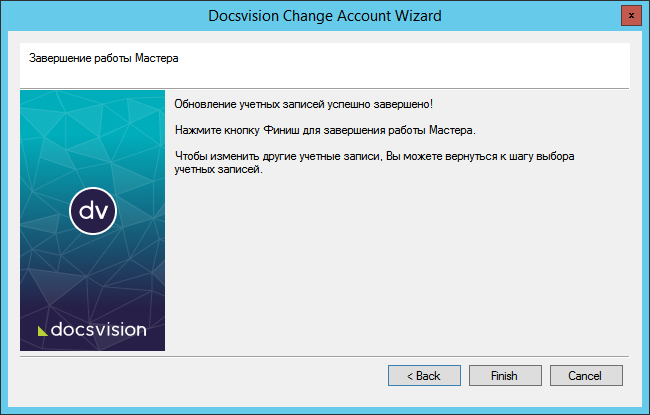 Docsvision Change Account Wizard
x
Завершение работы Мастера
Обновление учетных записей успешно завершено!
Нажмите кнопку Финиш для завершения работы Мастера.
Чтобы изменить другие учетные записи, Вы можете вернуться к шагу выбора
учетных записей.
dv
docsvision
< Back
Finish
Cancel